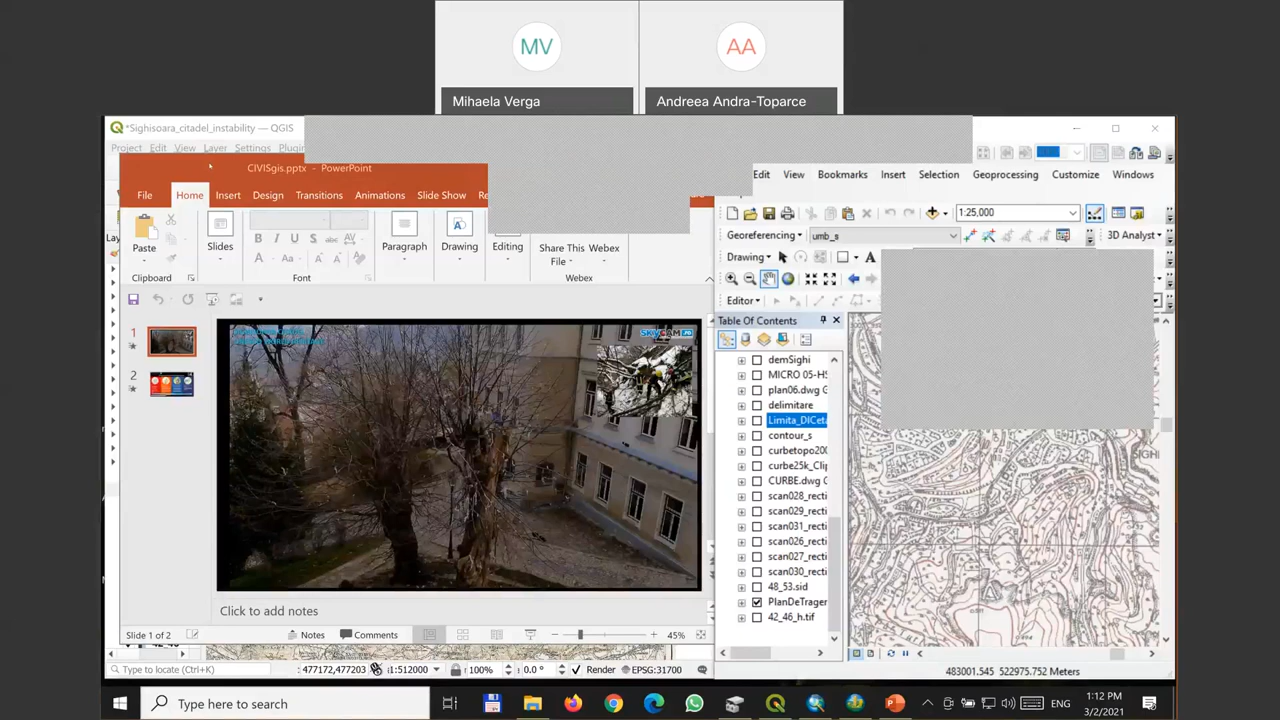 MV
AA
Mihaela Verga
Andreea Andra-Toparce
*Sighisoara_citadel_instability — QGIS
Project Edit View Layer Settings Plugin
CIVISgis.pptx - PowerPoint
File Home Insert Design Transitions Animations Slide Show Re
Paste
Slides
Paragraph
Drawing
Editing
Share This File
Webex
Clipboard
Font
Webex
1
2
Click to add notes
Slide 1 of 2
Notes
Comments
45%
Type to locate (Ctrl+K)
477172,477203
1:512000
100%
0.0 °
Render
EPSG:31700
Edit View Bookmarks Insert Selection Geoprocessing Customize Windows
1:25,000
Georeferencing
umb_s
3D Analyst
Drawing
Editor
Table Of Contents
demSighi
MICRO 05-HS
plan06.dwg G
delimitare
Limita_DICeta
contour_s
curbetopo200
curbe25k_Clip
CURBE.dwg G
scan028_recti
scan029_recti
scan031_recti
scan026_recti
scan027_recti
scan030_recti
48_53.sid
PlanDeTrager
42_46_h.tif
483001.545 522975.752 Meters
Type here to search
ENG
1:12 PM
3/2/2021